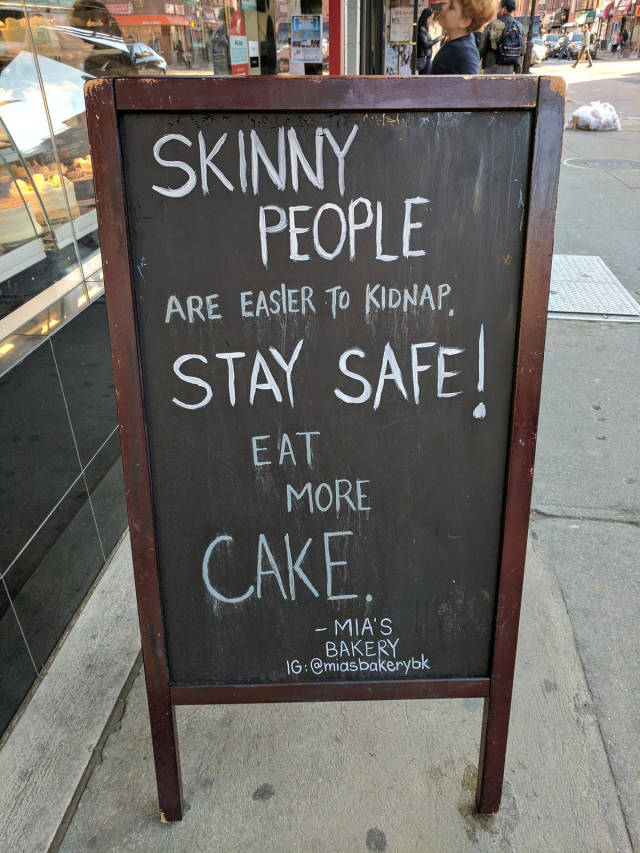 SKINNY
PEOPLE
ARE EASIER TO KIDNAP.
STAY SAFE!
EAT
MORE
CAKE.
- MIA'S
BAKERY
IG: @miasbakerybk